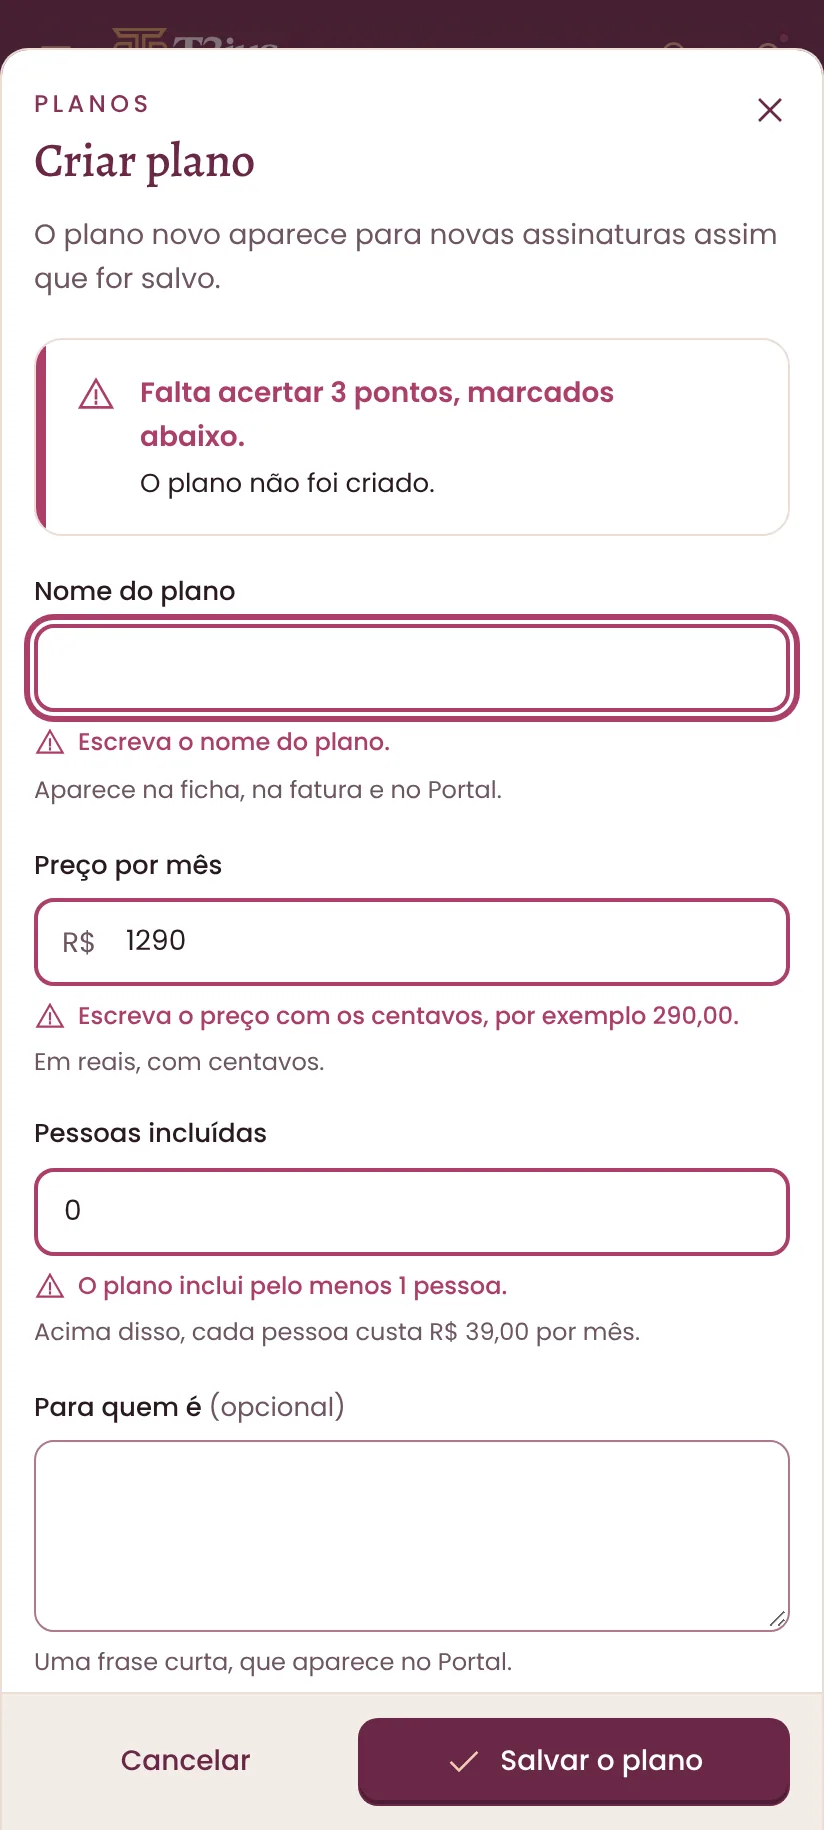 PLANOS
Criar plano
O plano novo aparece para novas assinaturas assim
que for salvo.
Falta acertar 3 pontos, marcados
abaixo.
O plano não foi criado.
Nome do plano
Escreva o nome do plano.
Aparece na ficha, na fatura e no Portal.
Preço por mês
R$ 1290
Escreva o preço com os centavos, por exemplo 290,00.
Em reais, com centavos.
Pessoas incluídas
0
O plano inclui pelo menos 1 pessoa.
Acima disso, cada pessoa custa R$ 39,00 por mês.
Para quem é (opcional)
Uma frase curta, que aparece no Portal.
Cancelar
Salvar o plano